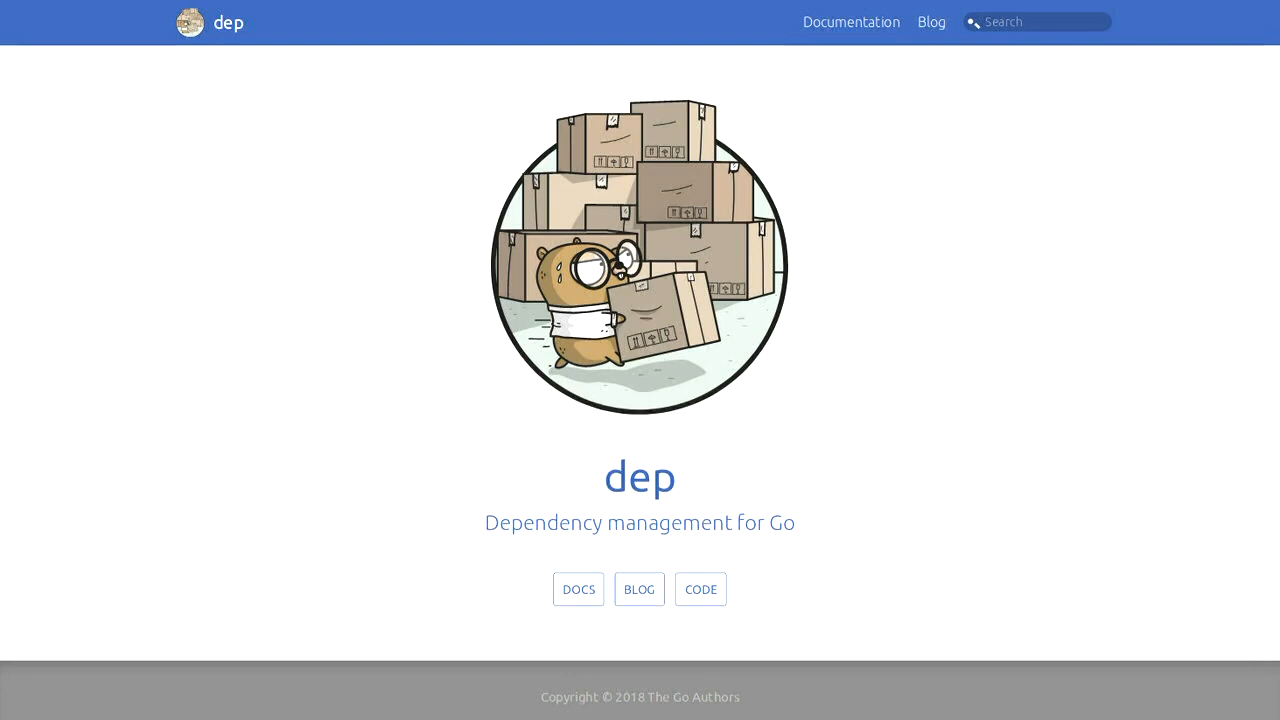 dep
Documentation
Blog
Search
dep
Dependency management for Go
DOCS
BLOG
CODE
Copyright © 2018 The Go Authors